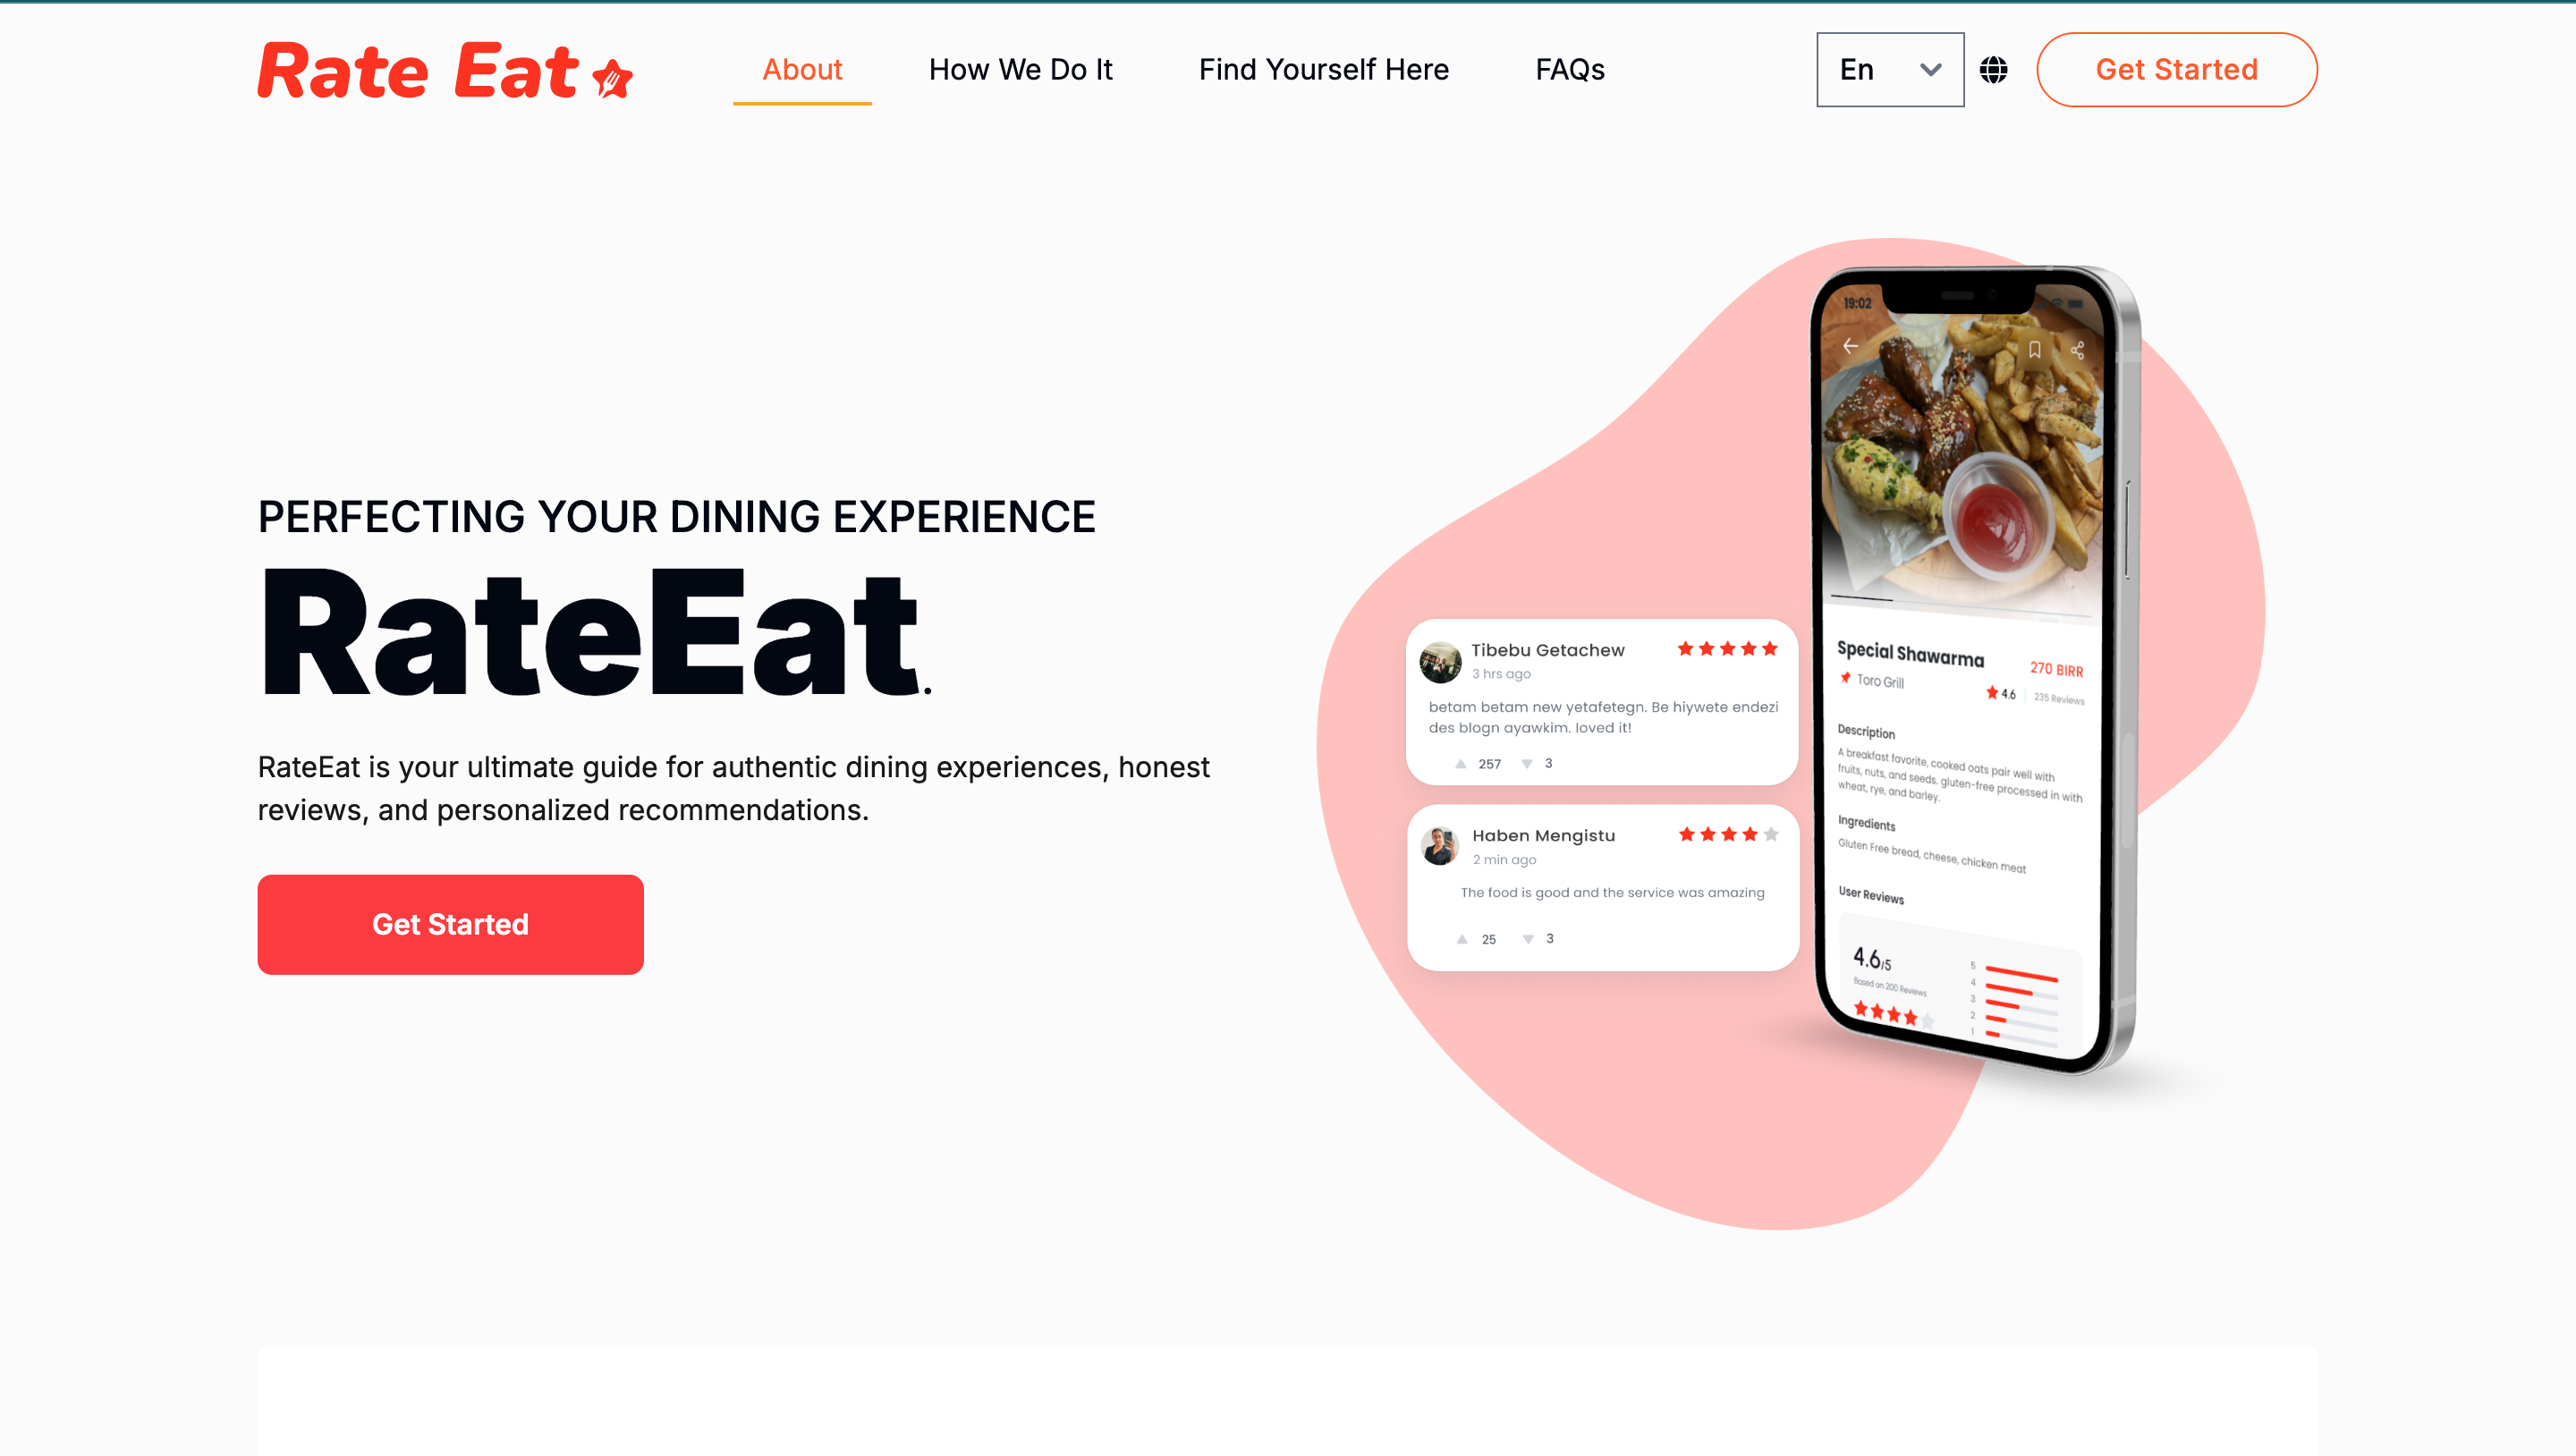 Rate Eat
About
How We Do It
Find Yourself Here
FAQs
En
Get Started
PERFECTING YOUR DINING EXPERIENCE
RateEat.
RateEat is your ultimate guide for authentic dining experiences, honest
reviews, and personalized recommendations.
Get Started
Tibebu Getachew
3 hrs ago
betam betam new yetafetegn. Be hiywete endezi
des blogn ayawkim. loved it!
257 3
Haben Mengistu
2 min ago
The food is good and the service was amazing
25 3
19:02
Special Shawarma
270 BIRR
Toro Grill
4.6
235 Reviews
Description
A breakfast favorite, cooked oats pair well with
fruits, nuts, and seeds. gluten-free processed in with
wheat, rye, and barley.
Ingredients
Gluten Free bread, cheese, chicken meat
User Reviews
4.6/5
Based on 200 Reviews
5
4
3
2
1